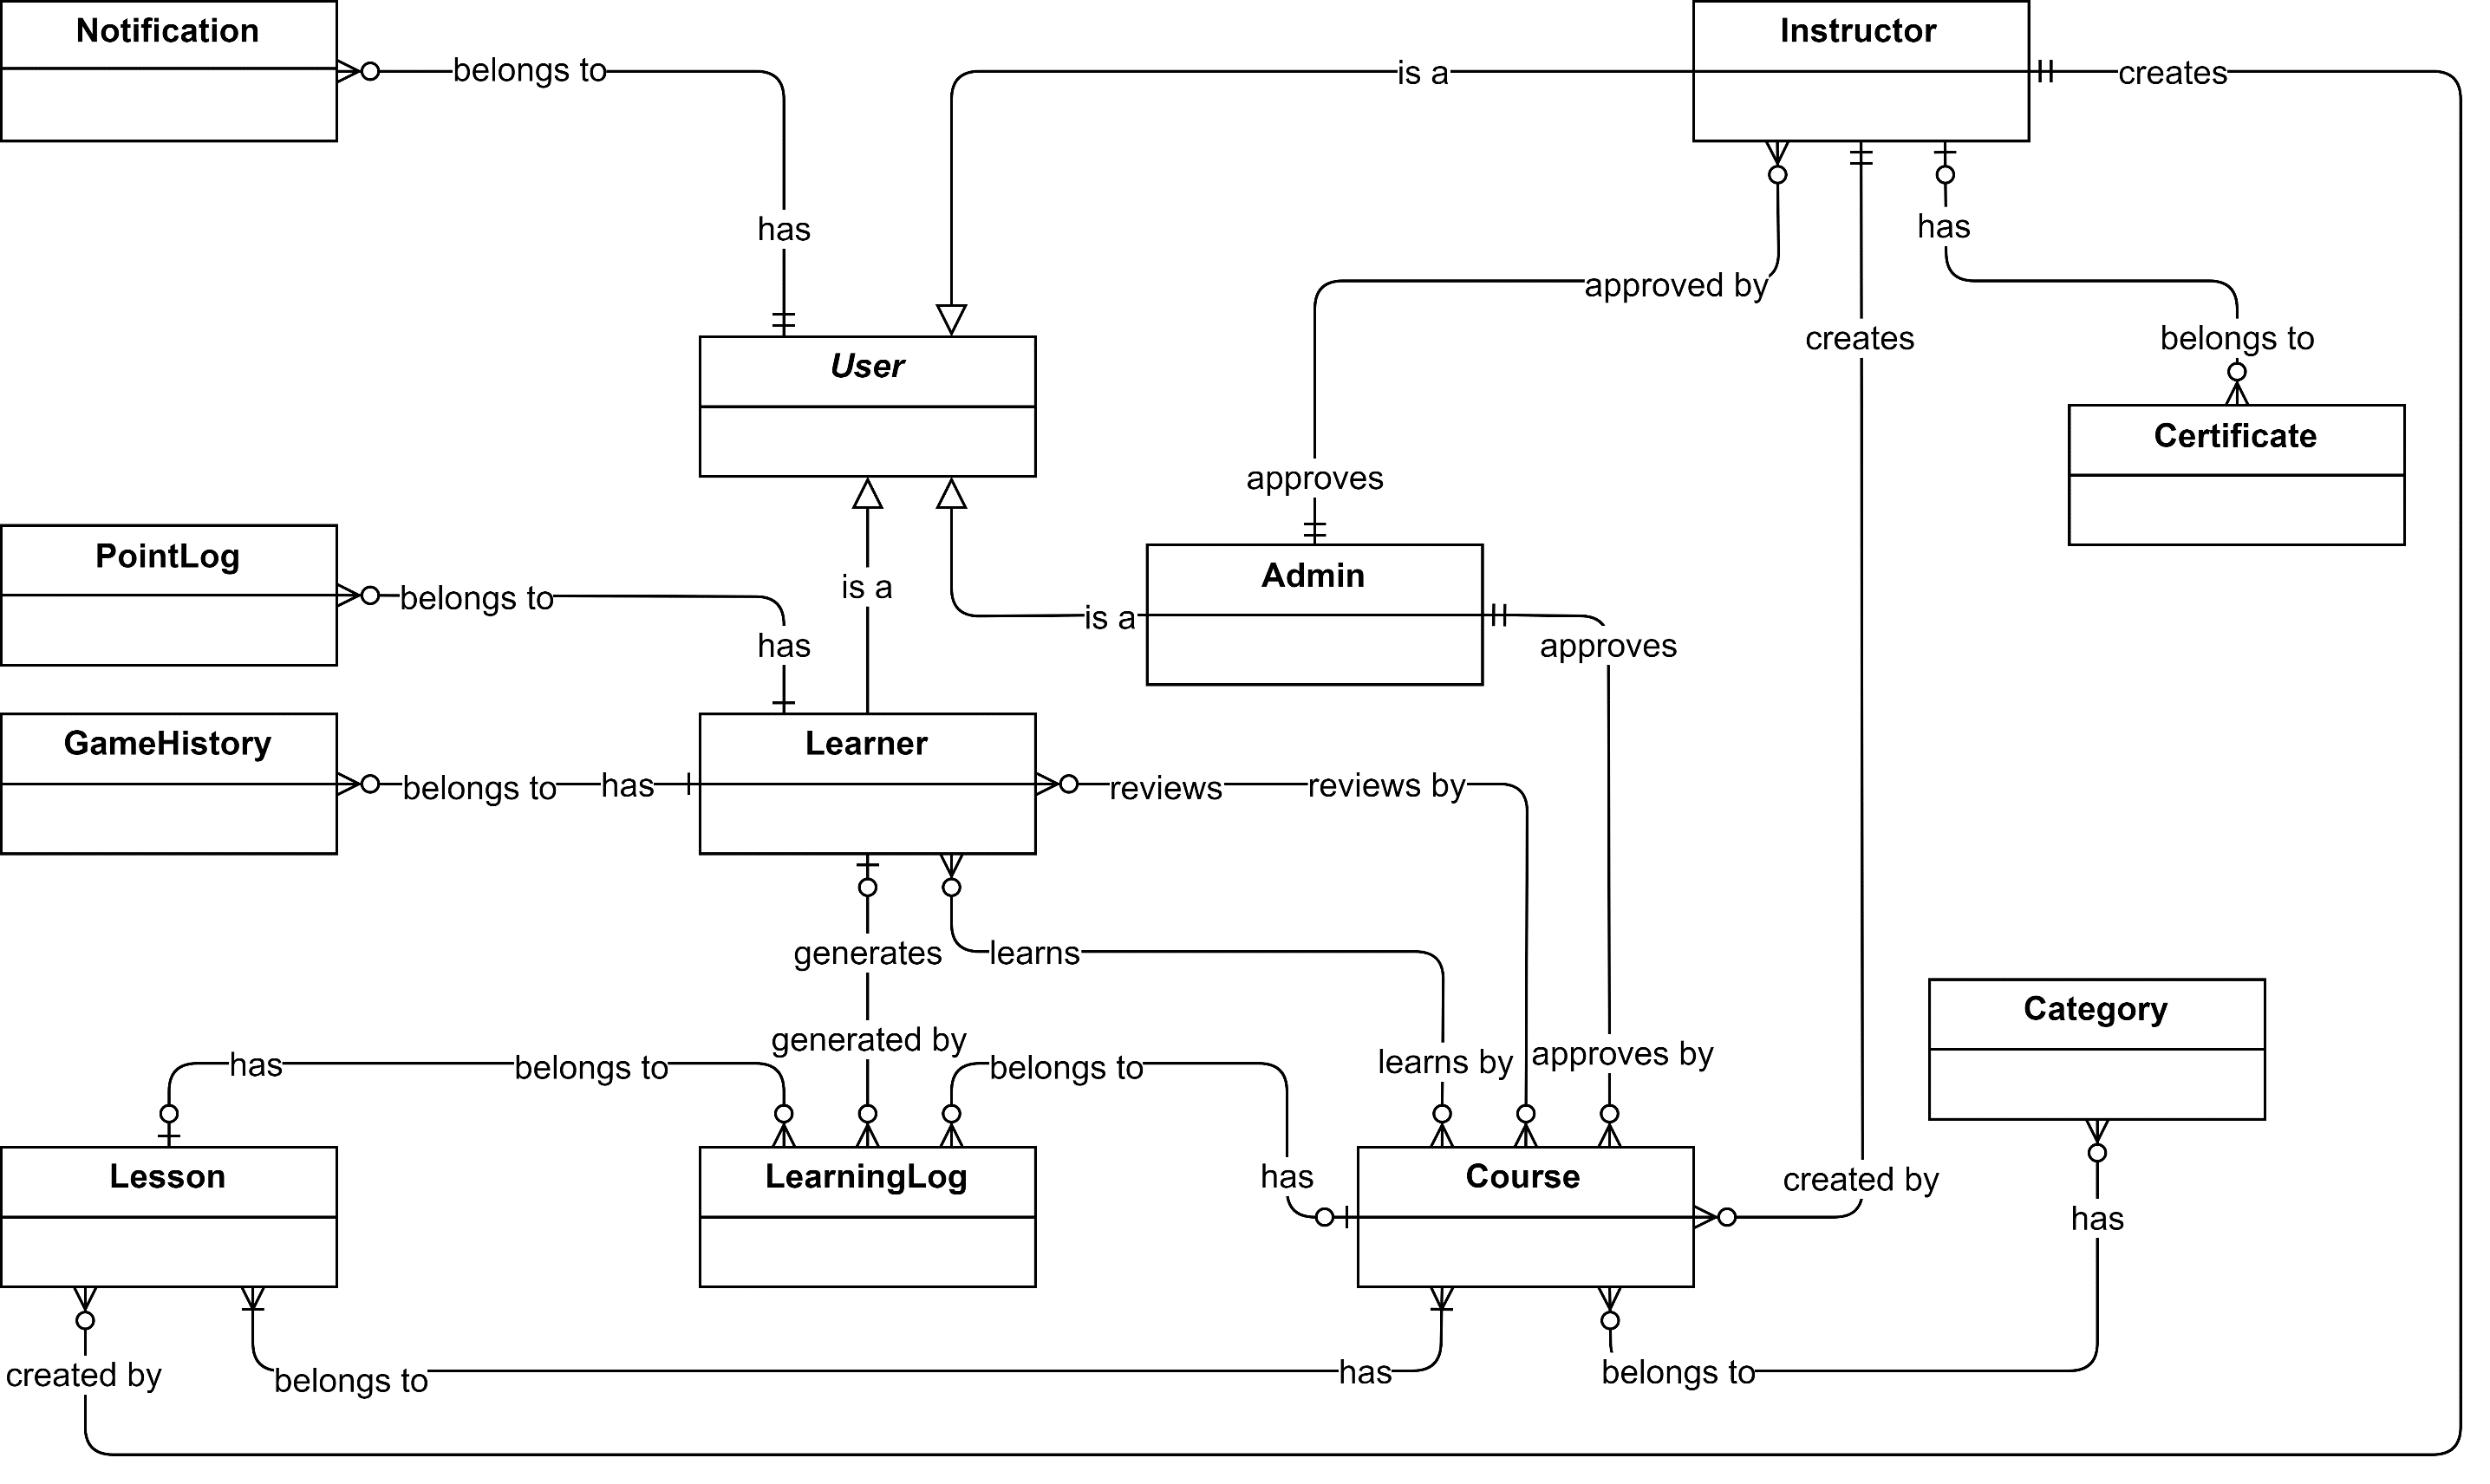 Notification
Instructor
belongs to
is a
creates
has
has
approved by
creates
belongs to
User
Certificate
approves
PointLog
Admin
is a
belongs to
is a
has
approves
GameHistory
Learner
belongs to
has
reviews
reviews by
generates
learns
Category
generated by
has
belongs to
belongs to
learns by
approves by
Lesson
LearningLog
has
Course
created by
has
created by
belongs to
has
belongs to